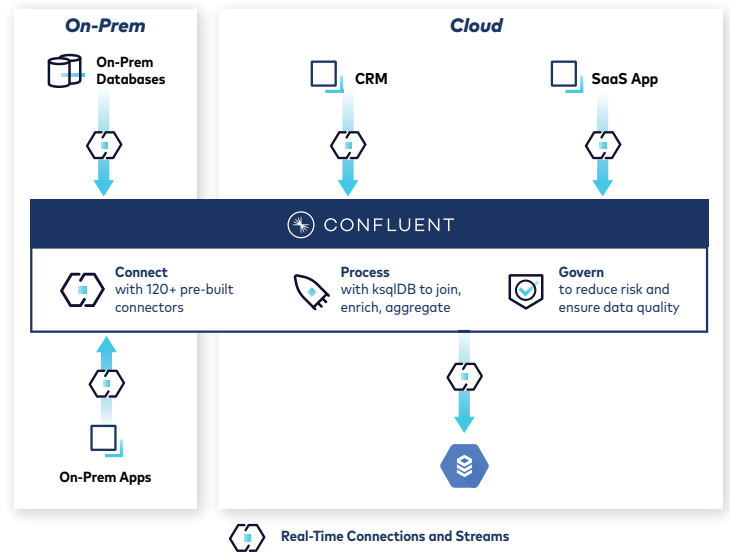 On-Prem
Cloud
On-Prem
Databases
CRM
SaaS App
CONFLUENT
Connect
with 120+ pre-built
connectors
Process
with ksqlDB to join,
enrich, aggregate
Govern
to reduce risk and
ensure data quality
On-Prem Apps
Real-Time Connections and Streams